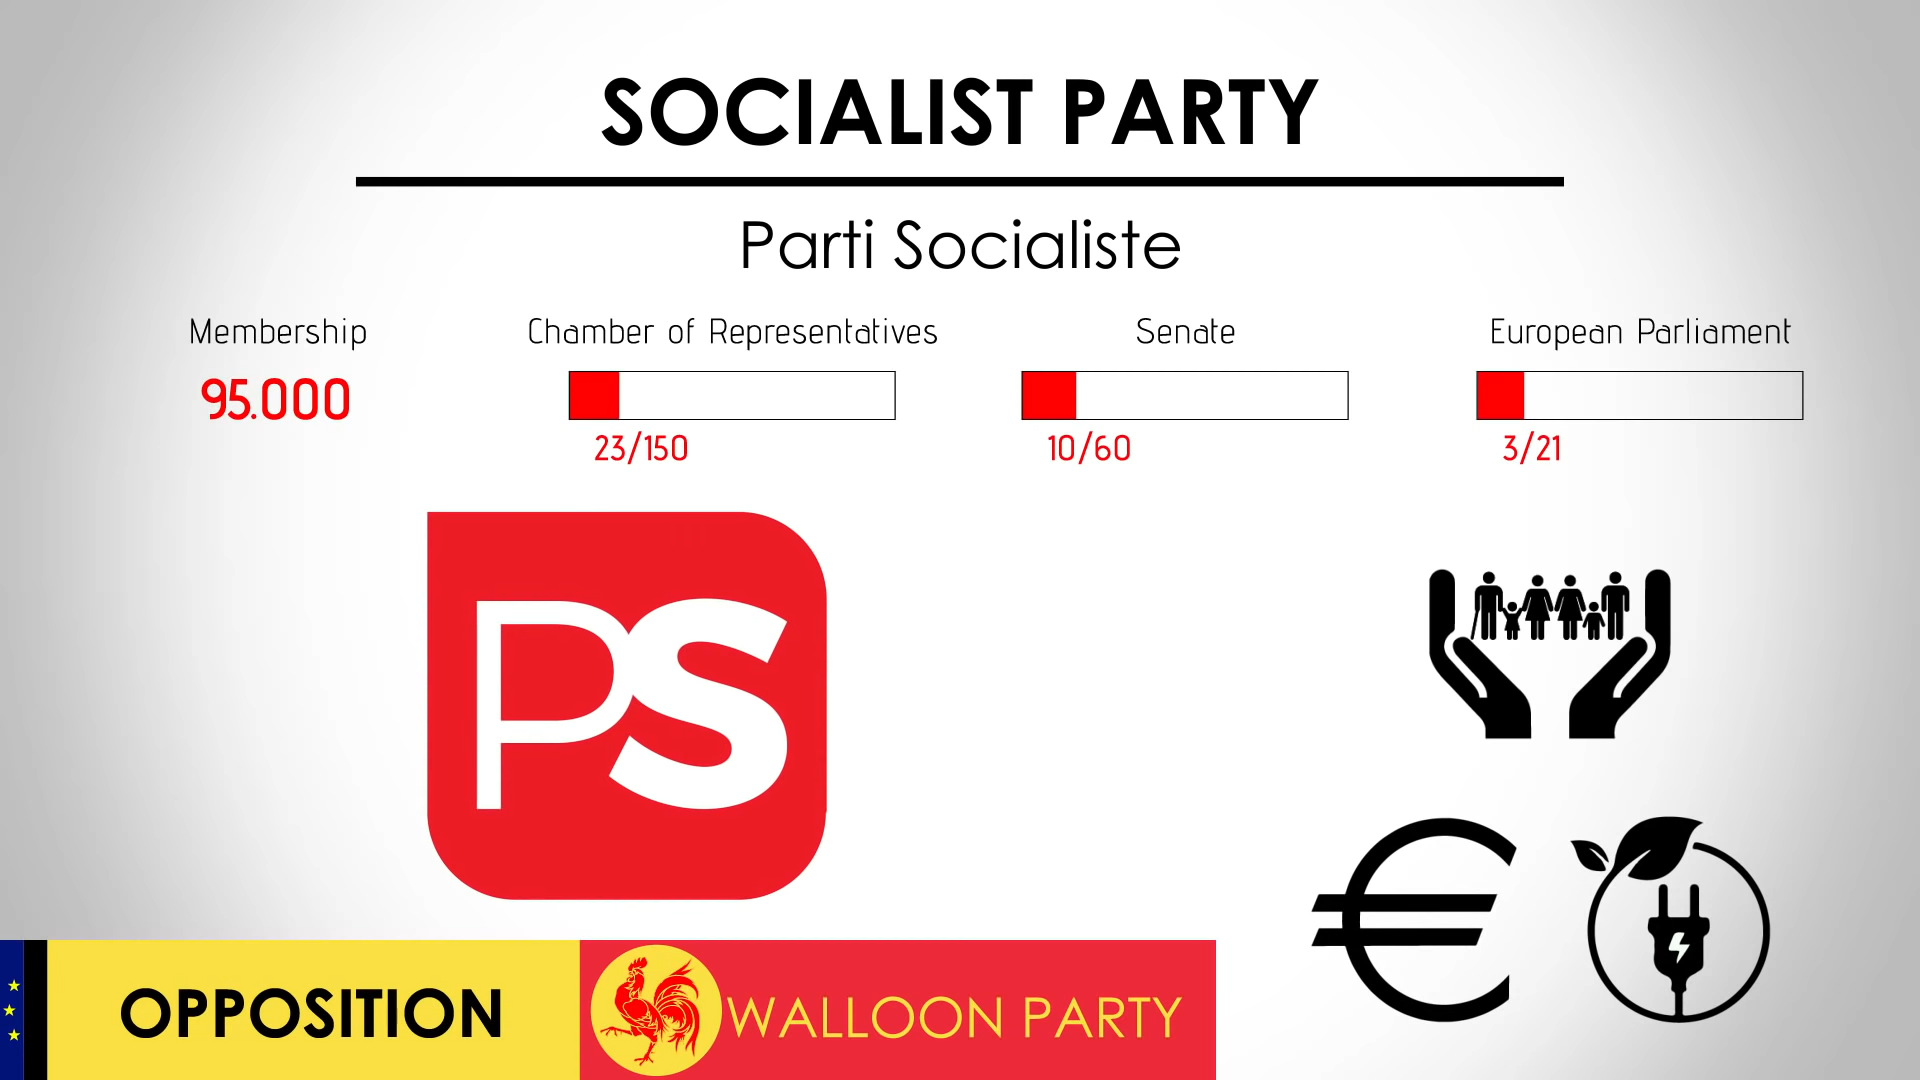 SOCIALIST PARTY
Parti Socialiste
Membership
95.000
Chamber of Representatives
23/150
Senate
10/60
European Parliament
3/21
PS
€
OPPOSITION
WALLOON PARTY